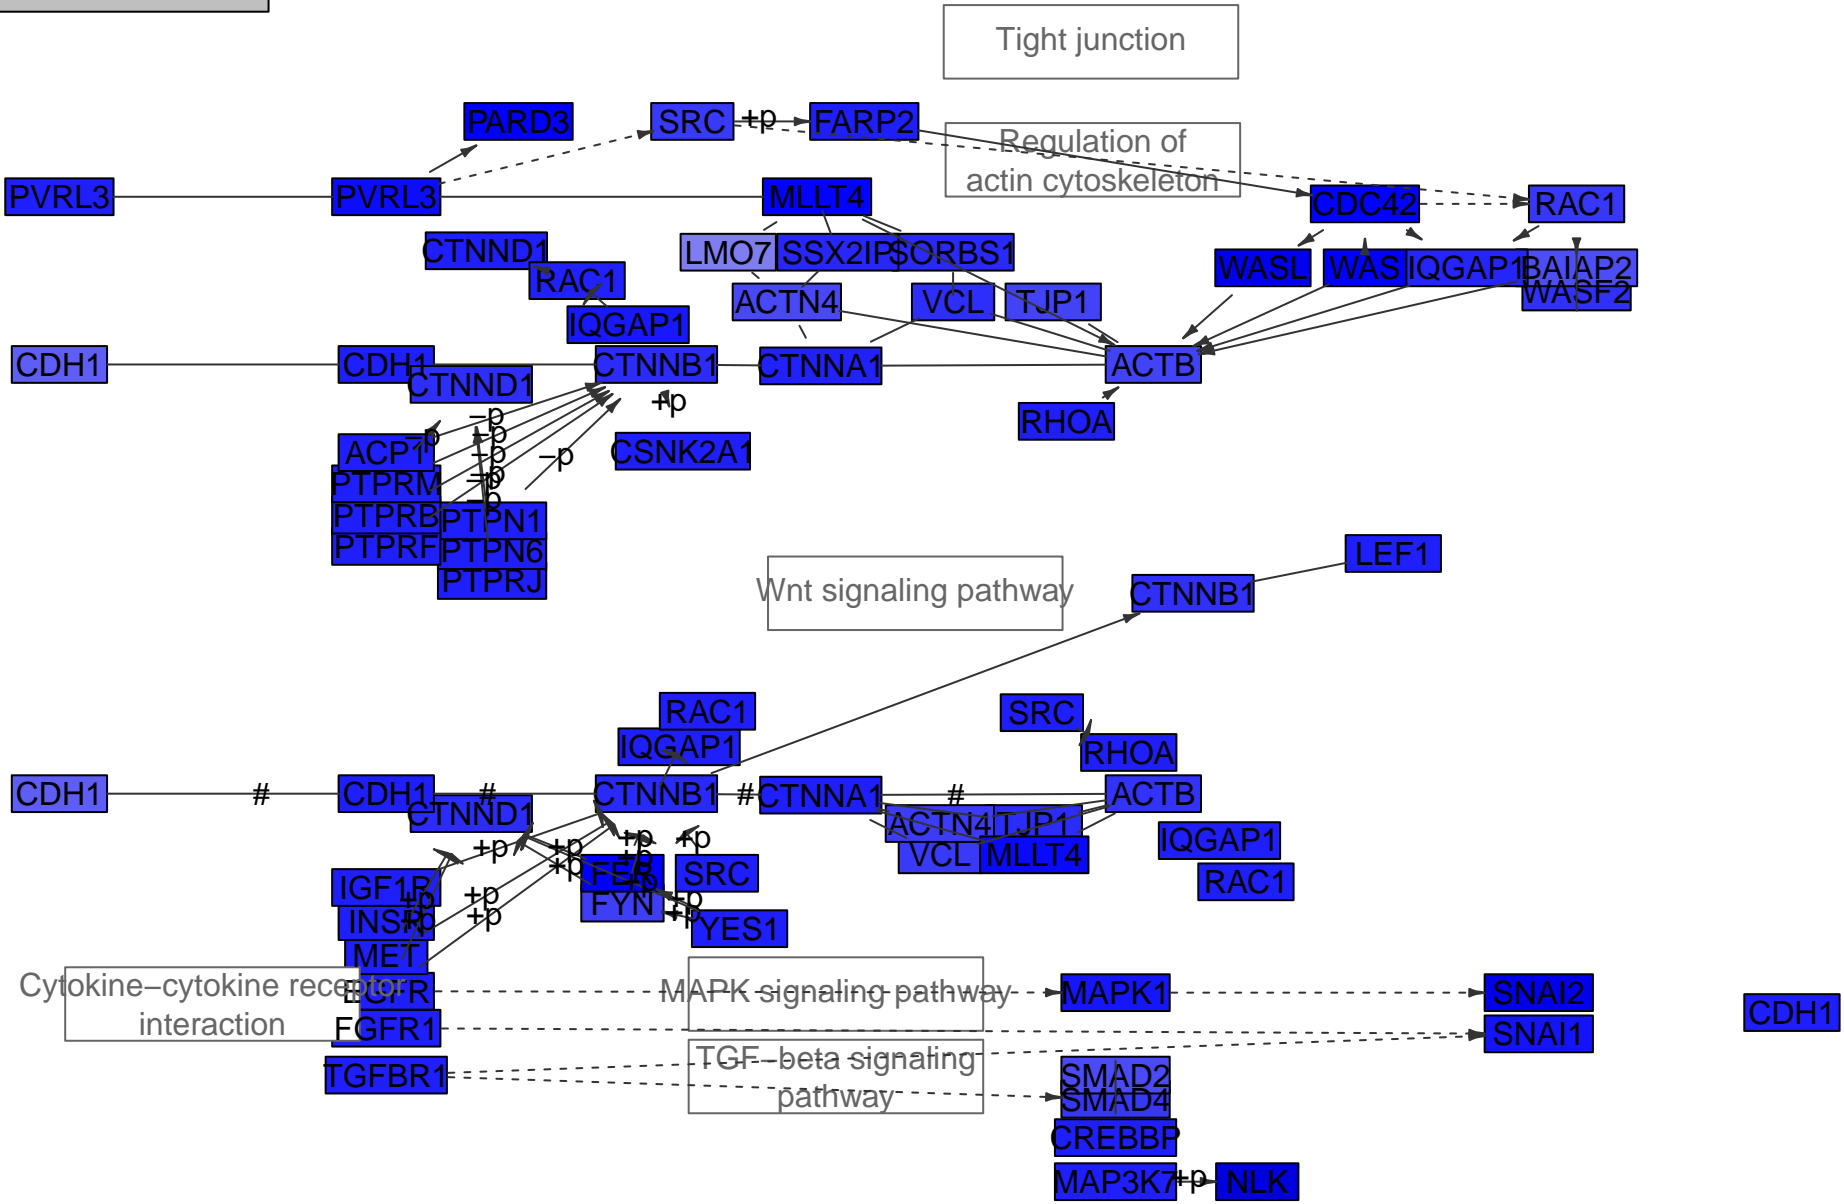 Tight junction
PARD3
SRC
+p
FARP2
Regulation of
actin cytoskeleton
PVRL3
PVRL3
MLLT4
CDC42
RAC1
CTNND1
LMO7
SSX2IP
SORBS1
WASL
WAS
IQGAP1
BAIAP2
RAC1
WASF2
ACTN4
VCL
TJP1
IQGAP1
CDH1
CDH1
CTNNB1
CTNNA1
ACTB
CTNND1
+p
–p
RHOA
–p
–p
ACP1
–p
–p
CSNK2A1
–p
–p
PTPRM
–p
PTPRB
PTPN1
PTPRF
PTPN6
LEF1
PTPRJ
Wnt signaling pathway
CTNNB1
RAC1
SRC
IQGAP1
RHOA
CDH1
#
CDH1
#
CTNNB1
#
CTNNA1
#
ACTB
CTNND1
ACTN4
TJP1
IQGAP1
+p
+p
+p
+p
VCL
MLLT4
+p
+p
FER
SRC
RAC1
IGF1R
+p
+p
+p
+p
FYN
INSR
+p
+p
+p
YES1
MET
Cytokine–cytokine receptor
interaction
EGFR
MAPK signaling pathway
MAPK1
SNAI2
CDH1
FGFR1
SNAI1
TGF–beta signaling
pathway
TGFBR1
SMAD2
SMAD4
CREBBP
MAP3K7
+p
NLK